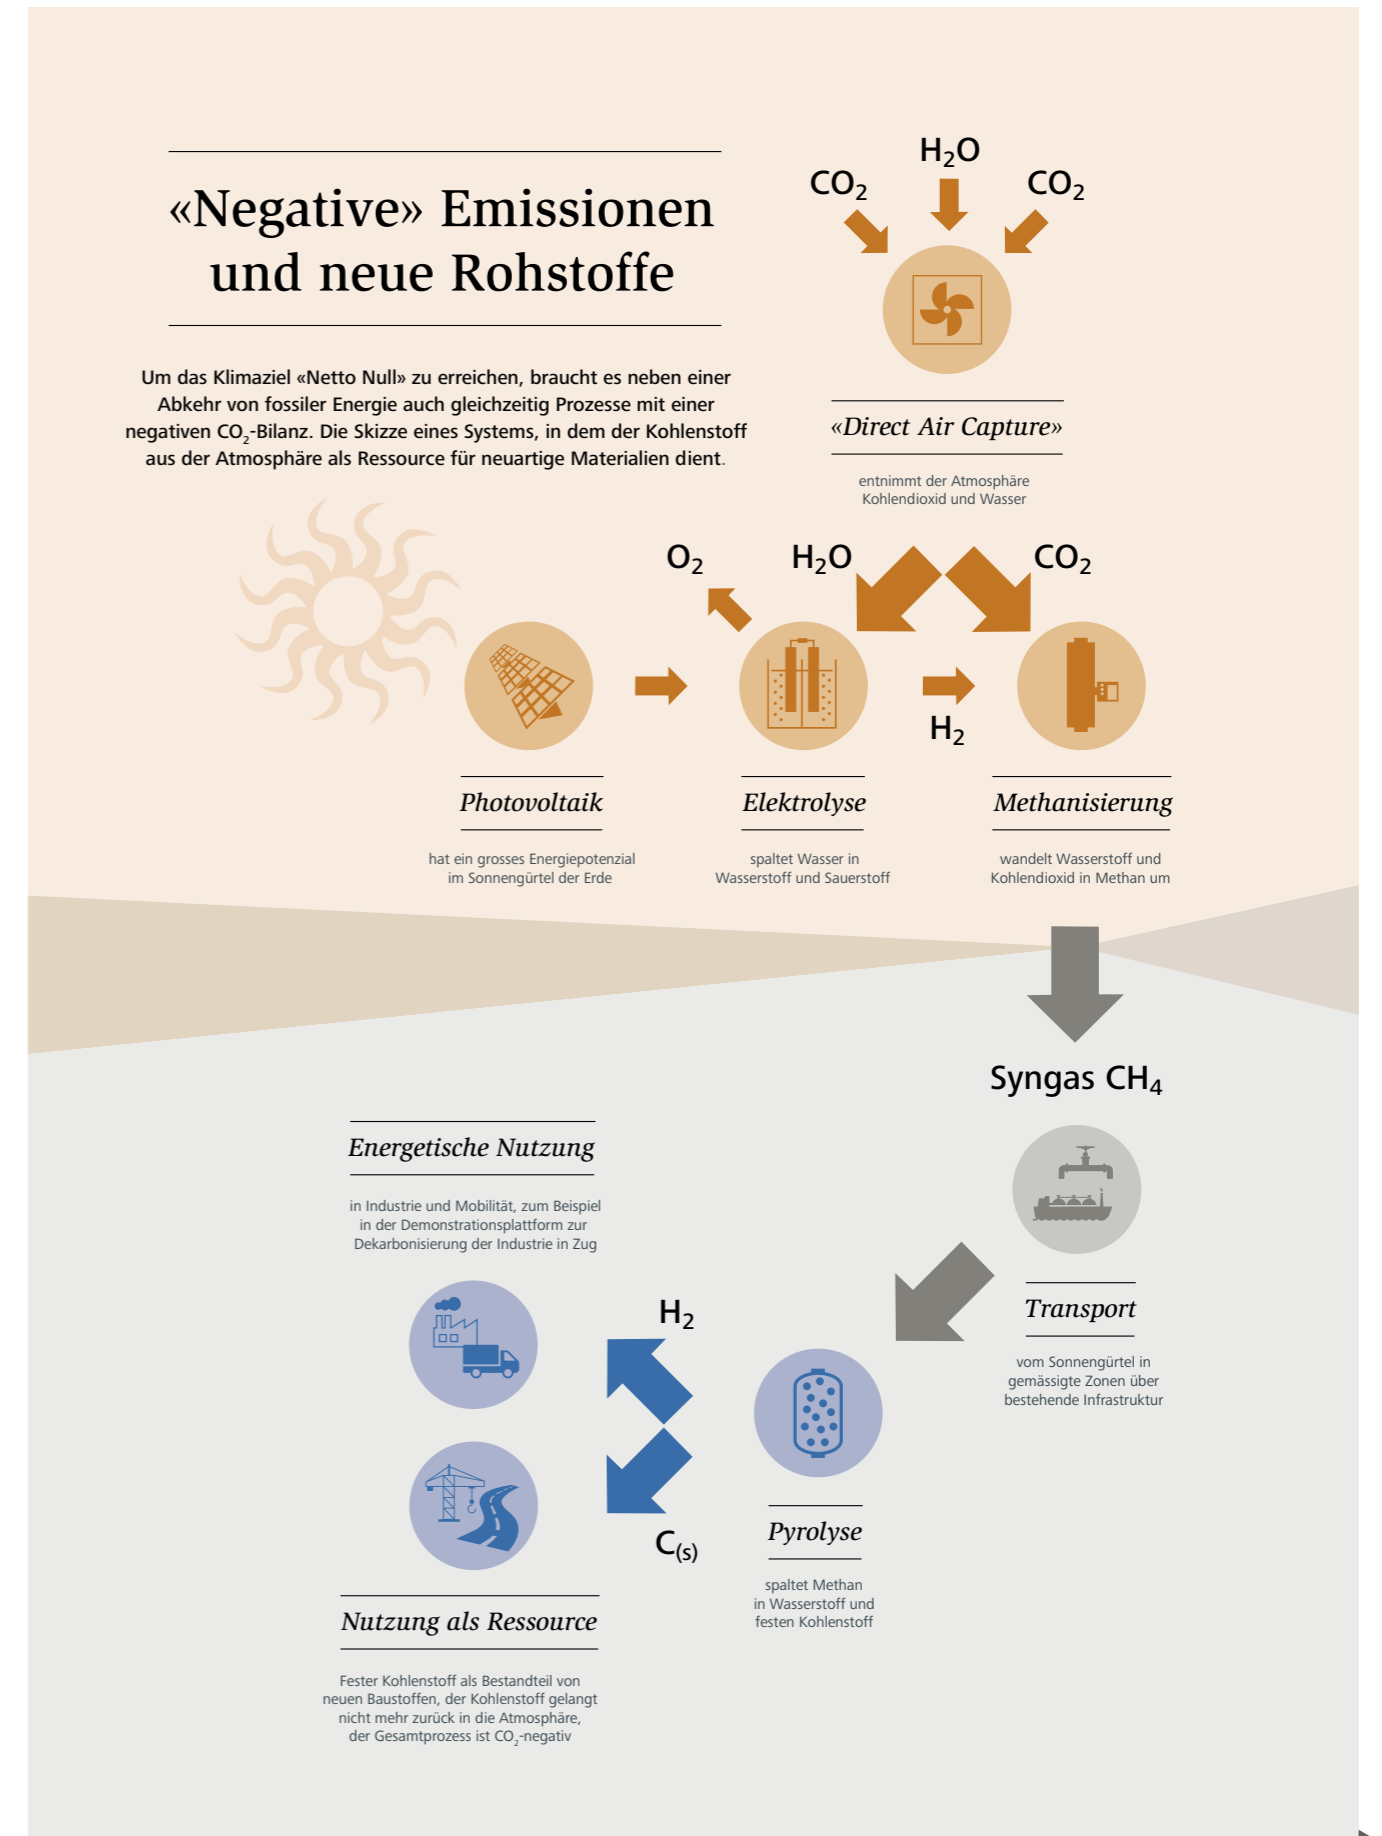 «Negative» Emissionen
und neue Rohstoffe
Um das Klimaziel «Netto Null» zu erreichen, braucht es neben einer
Abkehr von fossiler Energie auch gleichzeitig Prozesse mit einer
negativen CO₂-Bilanz. Die Skizze eines Systems, in dem der Kohlenstoff
aus der Atmosphäre als Ressource für neuartige Materialien dient.
H₂O
CO₂
CO₂
«Direct Air Capture»
entnimmt der Atmosphäre
Kohlendioxid und Wasser
O₂
H₂O
CO₂
H₂
Photovoltaik
hat ein grosses Energiepotenzial
im Sonnengürtel der Erde
Elektrolyse
spaltet Wasser in
Wasserstoff und Sauerstoff
Methanisierung
wandelt Wasserstoff und
Kohlendioxid in Methan um
Syngas CH₄
Transport
vom Sonnengürtel in
gemässigte Zonen über
bestehende Infrastruktur
Pyrolyse
spaltet Methan
in Wasserstoff und
festen Kohlenstoff
H₂
C₍s₎
Energetische Nutzung
in Industrie und Mobilität, zum Beispiel
in der Demonstrationsplattform zur
Dekarbonisierung der Industrie in Zug
Nutzung als Ressource
Fester Kohlenstoff als Bestandteil von
neuen Baustoffen, der Kohlenstoff gelangt
nicht mehr zurück in die Atmosphäre,
der Gesamtprozess ist CO₂-negativ